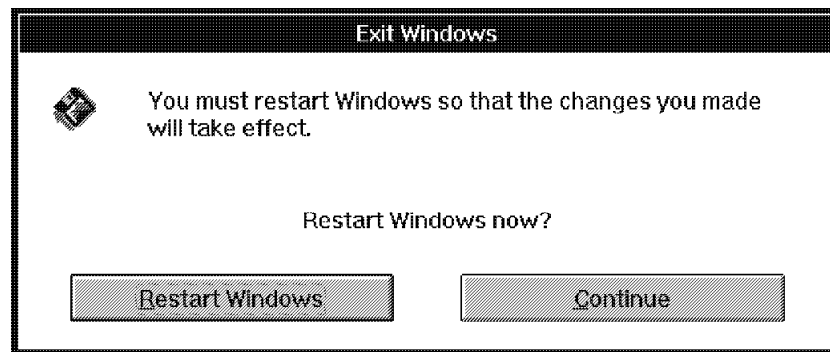 Exit Windows
You must restart Windows so that the changes you made
will take effect.
Restart Windows now?
Restart Windows
Continue